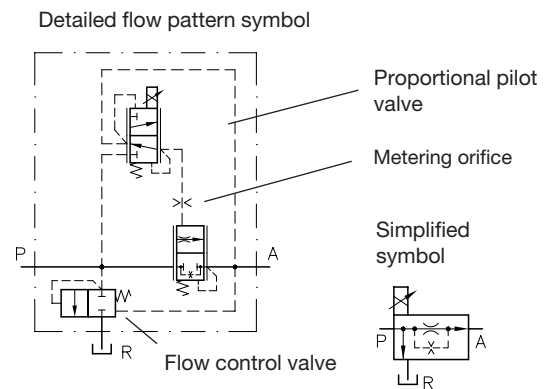 Detailed flow pattern symbol
Proportional pilot
valve
Metering orifice
P
A
Simplified
symbol
R
Flow control valve
P
A
R